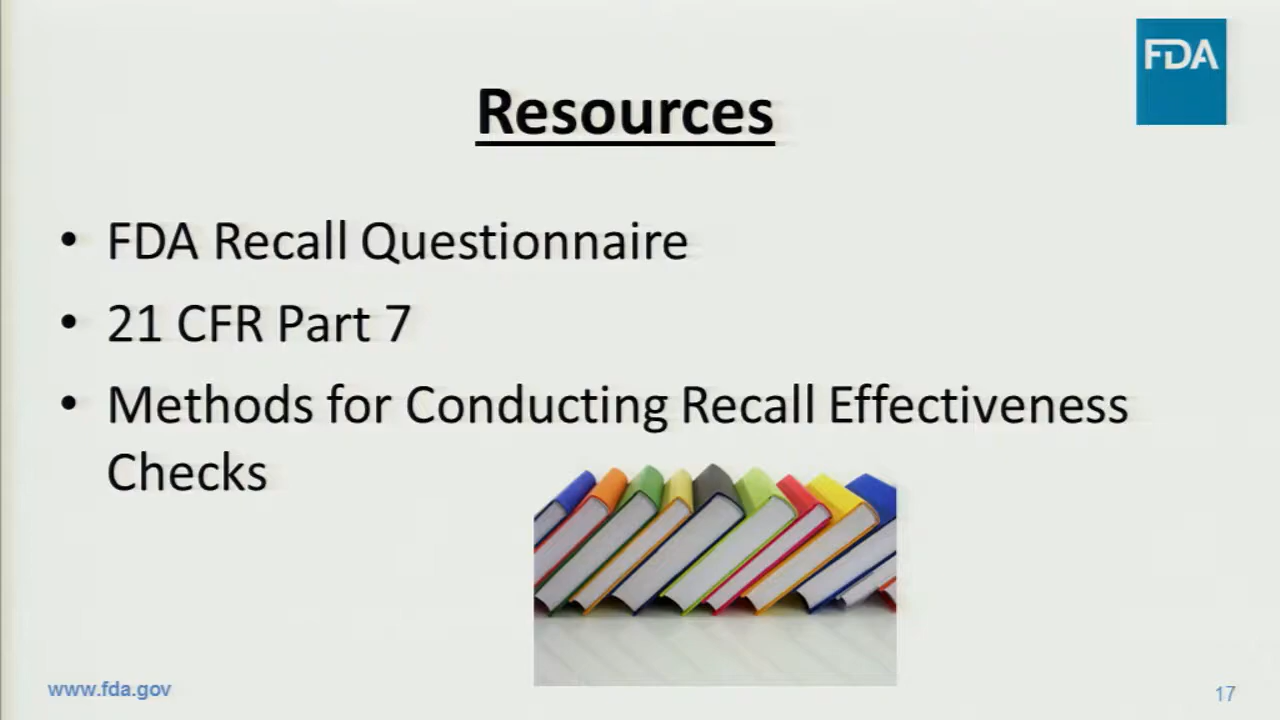 FDA
Resources
• FDA Recall Questionnaire
• 21 CFR Part 7
• Methods for Conducting Recall Effectiveness
Checks
www.fda.gov
17